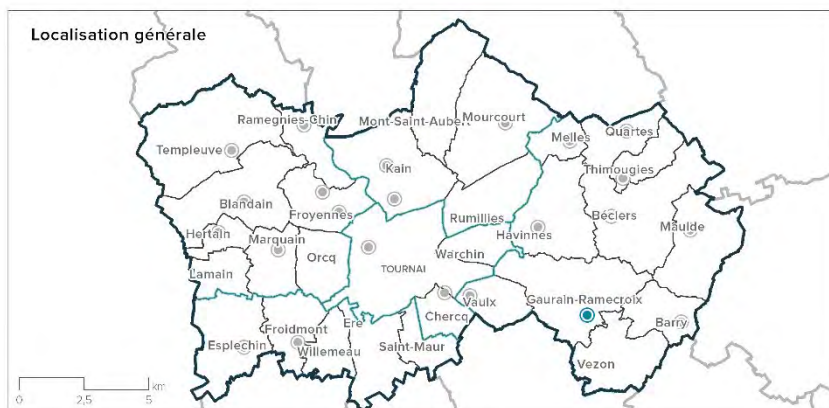 Localisation générale
Ramegnies-Chin
Mont-Saint-Aubert
Mourcourt
Melles
Quartes
Templeuve
Kain
Thimougies
Blandain
Froyennes
Rumillies
Béclers
Hertain
Marquain
Orcq
Havinnes
Maulde
Warchin
Lamain
TOURNAI
Vaulx
Gaurain-Ramecroix
Chercq
Barry
Ere
Froidmont
Esplechin
Willemeau
Saint-Maur
Vezon
0 2,5 5 km